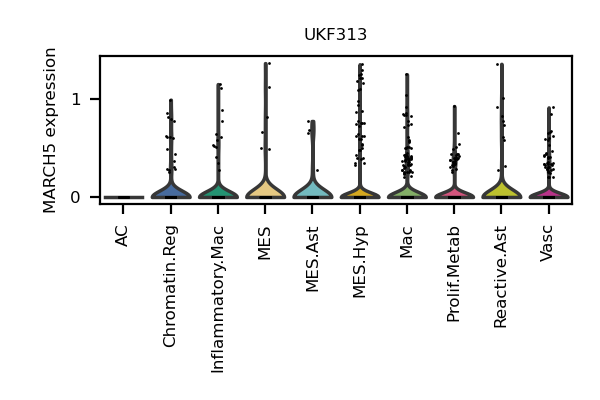 UKF313
MARCH5 expression
1
0
AC
Chromatin.Reg
Inflammatory.Mac
MES
MES.Ast
MES.Hyp
Mac
Prolif.Metab
Reactive.Ast
Vasc